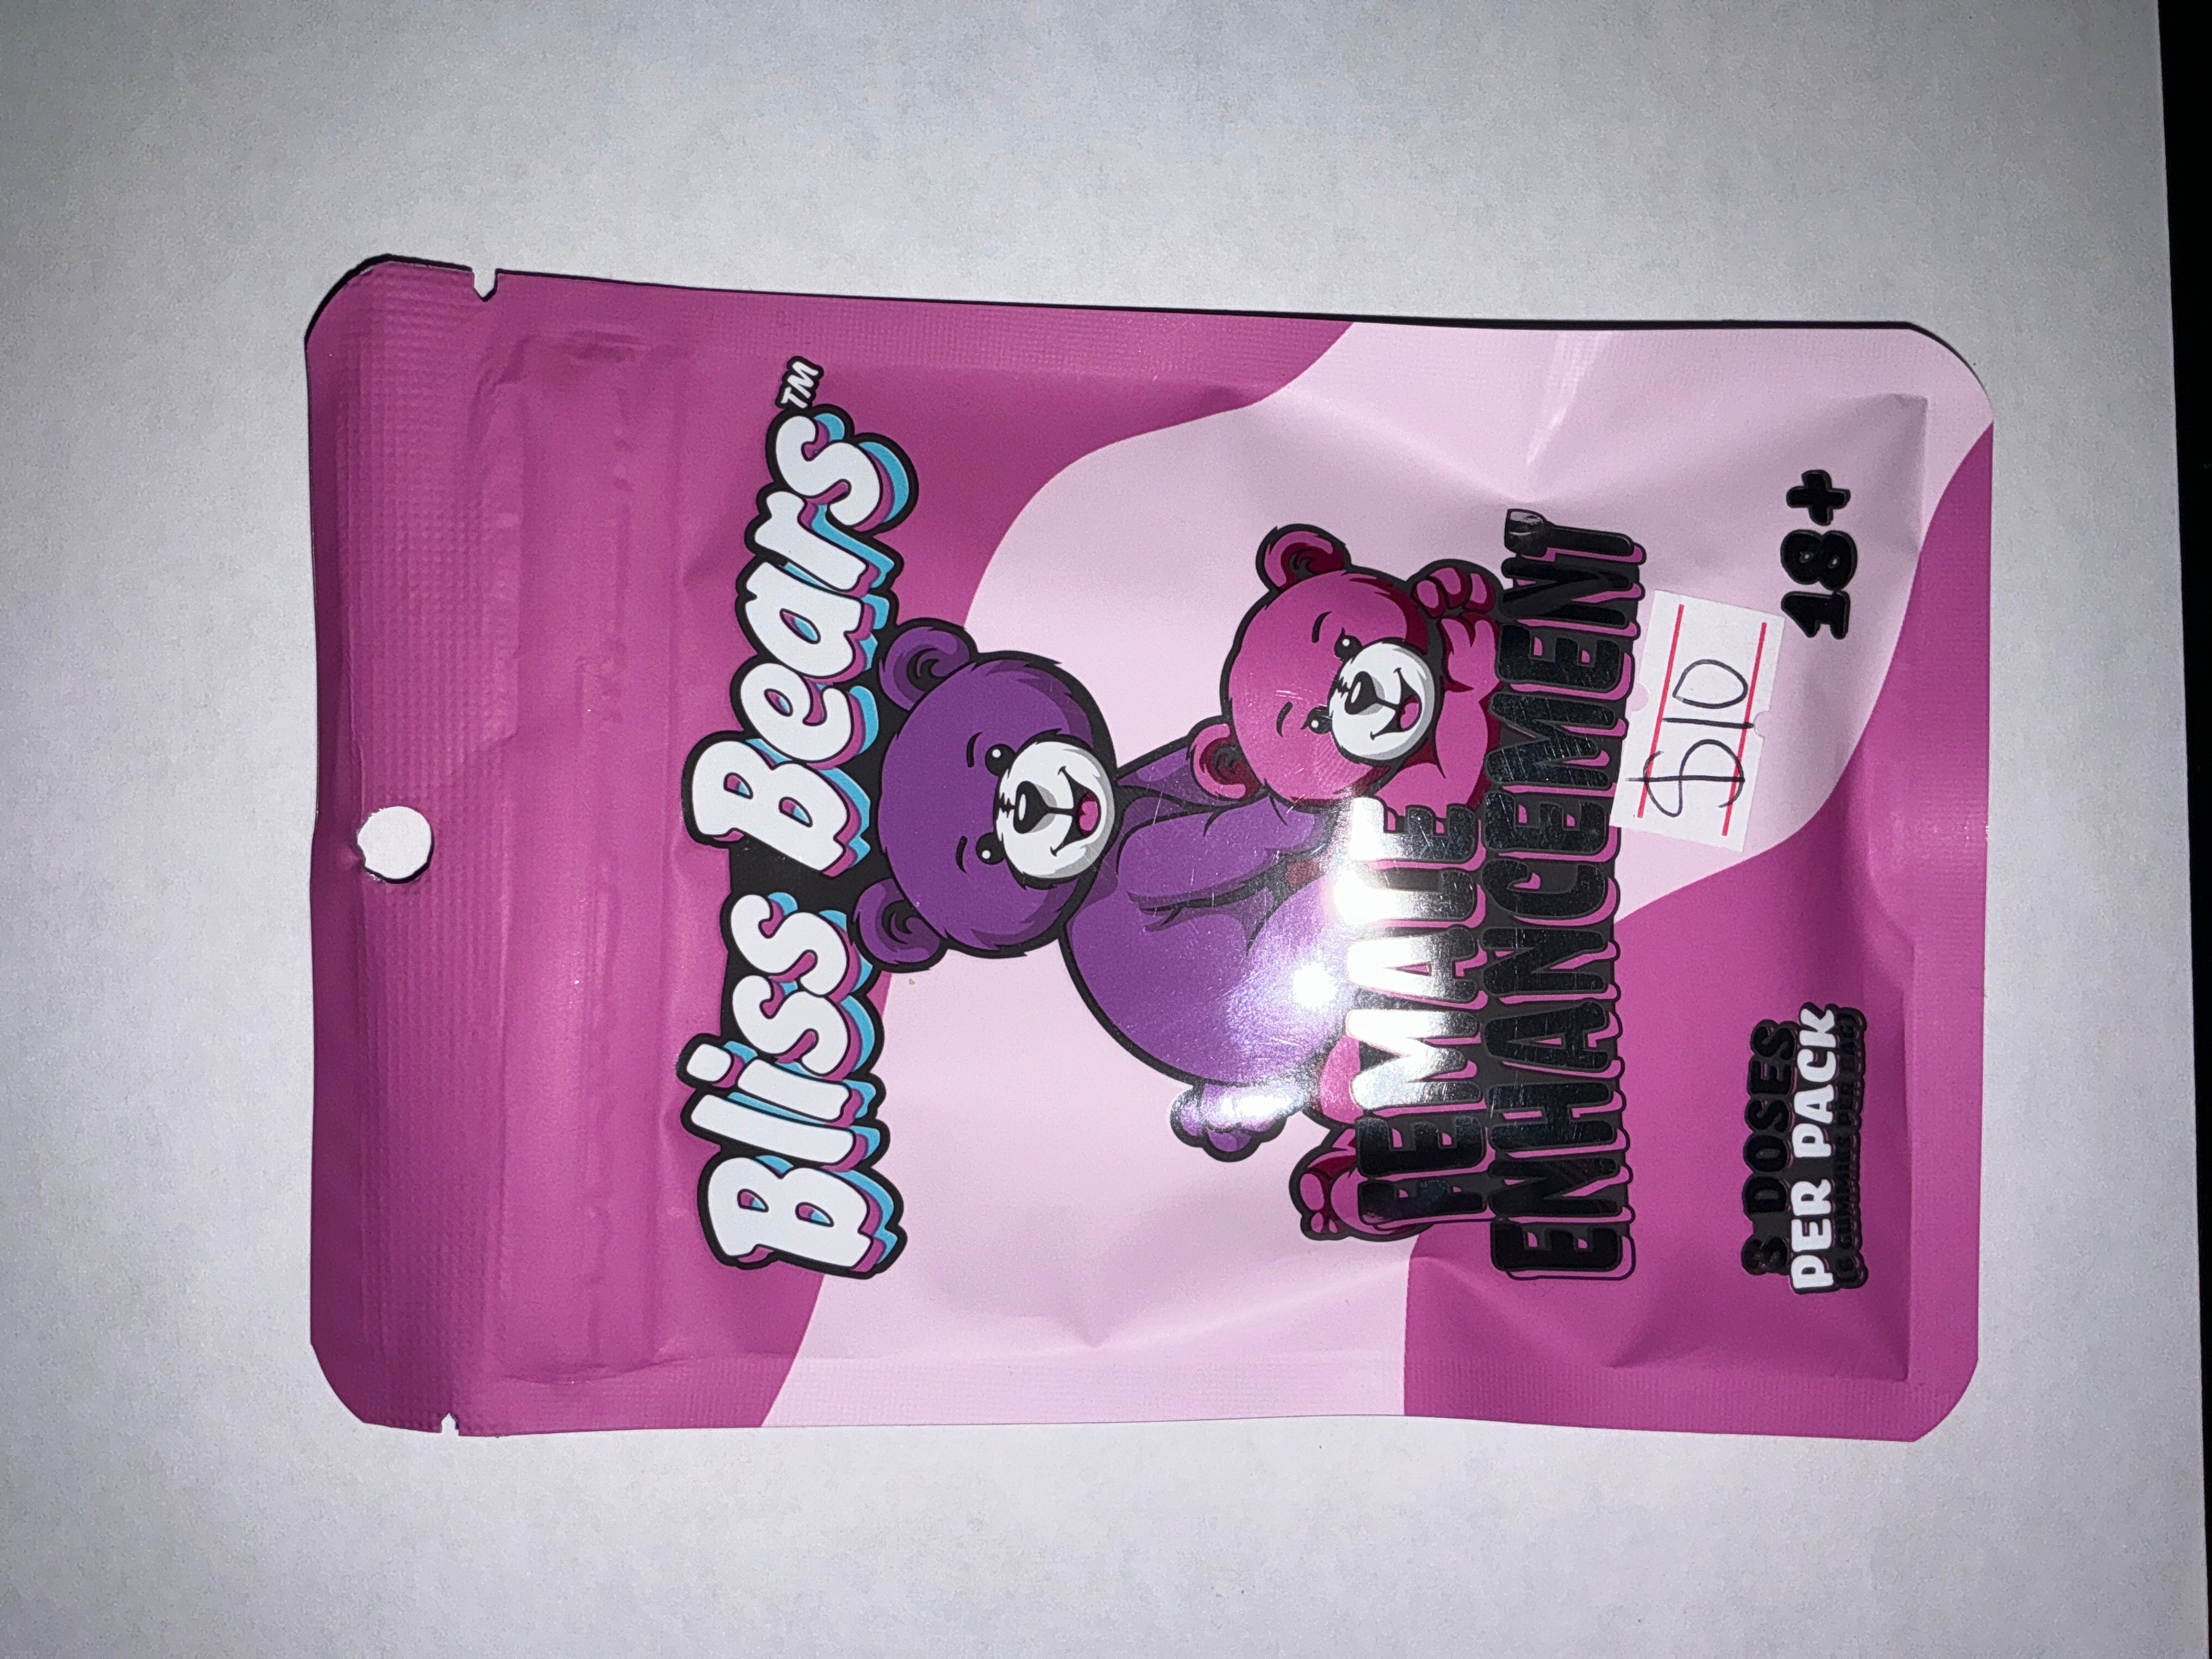 Bliss Bears™
FEMALE
ENHANCEMENT
$10
18+
3 DOSES
PER PACK